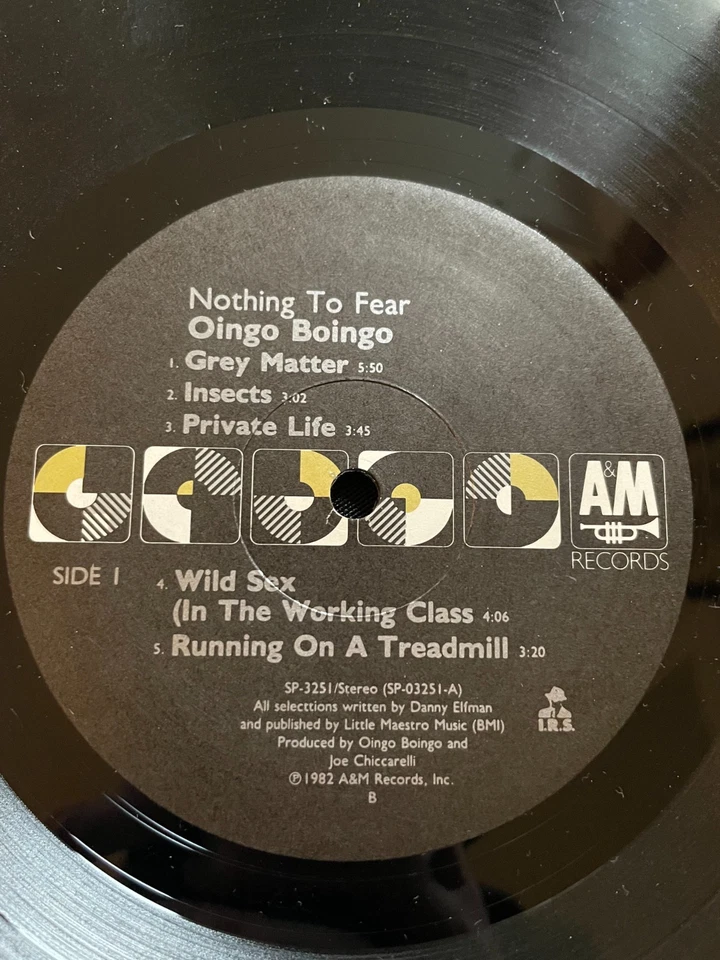 Nothing To Fear
Oingo Boingo
1. Grey Matter 5:50
2. Insects 3:02
3. Private Life 3:45
A&M
RECORDS
SIDE I
4. Wild Sex
(In The Working Class 4:06
5. Running On A Treadmill 3:20
SP-3251/Stereo (SP-03251-A)
All selecttions written by Danny Elfman
and published by Little Maestro Music (BMI)
Produced by Oingo Boingo and
Joe Chiccarelli
℗1982 A&M Records, Inc.
B
I.R.S.